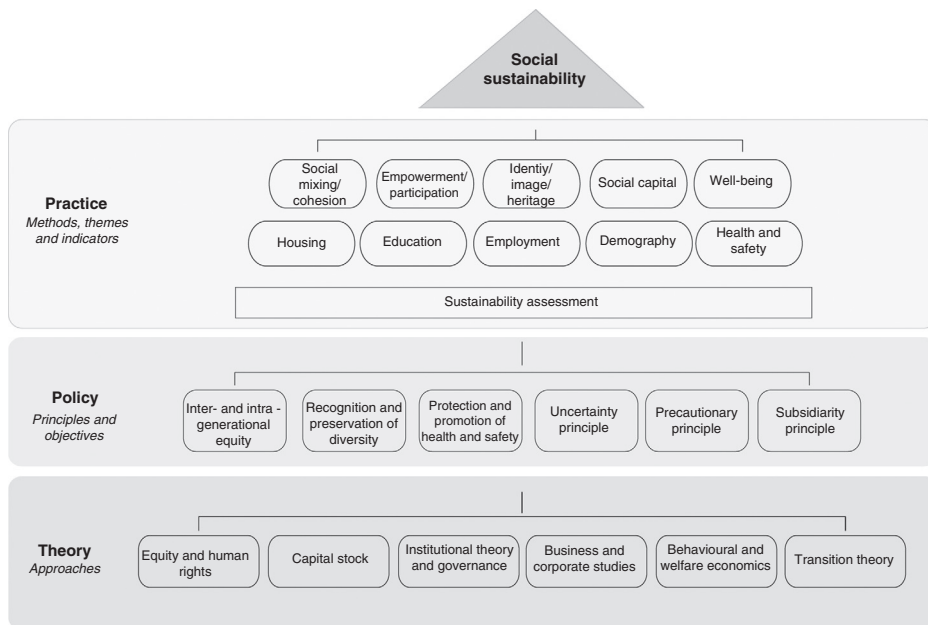 Social
sustainability
Practice
Methods, themes
and indicators
Social
mixing/
cohesion
Empowerment/
participation
Identiy/
image/
heritage
Social capital
Well-being
Housing
Education
Employment
Demography
Health and
safety
Sustainability assessment
Policy
Principles and
objectives
Inter- and intra -
generational
equity
Recognition and
preservation of
diversity
Protection and
promotion of
health and safety
Uncertainty
principle
Precautionary
principle
Subsidiarity
principle
Theory
Approaches
Equity and human
rights
Capital stock
Institutional theory
and governance
Business and
corporate studies
Behavioural and
welfare economics
Transition theory